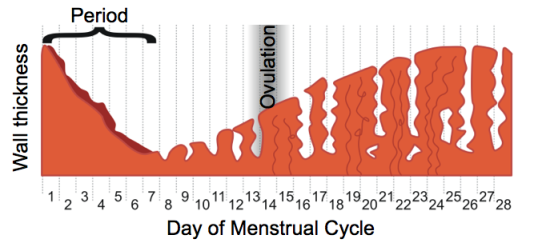 Period
Ovulation
Wall thickness
1 2 3 4 5 6 7 8 9 10 11 12 13 14 15 16 17 18 19 20 21 22 23 24 25 26 27 28
Day of Menstrual Cycle